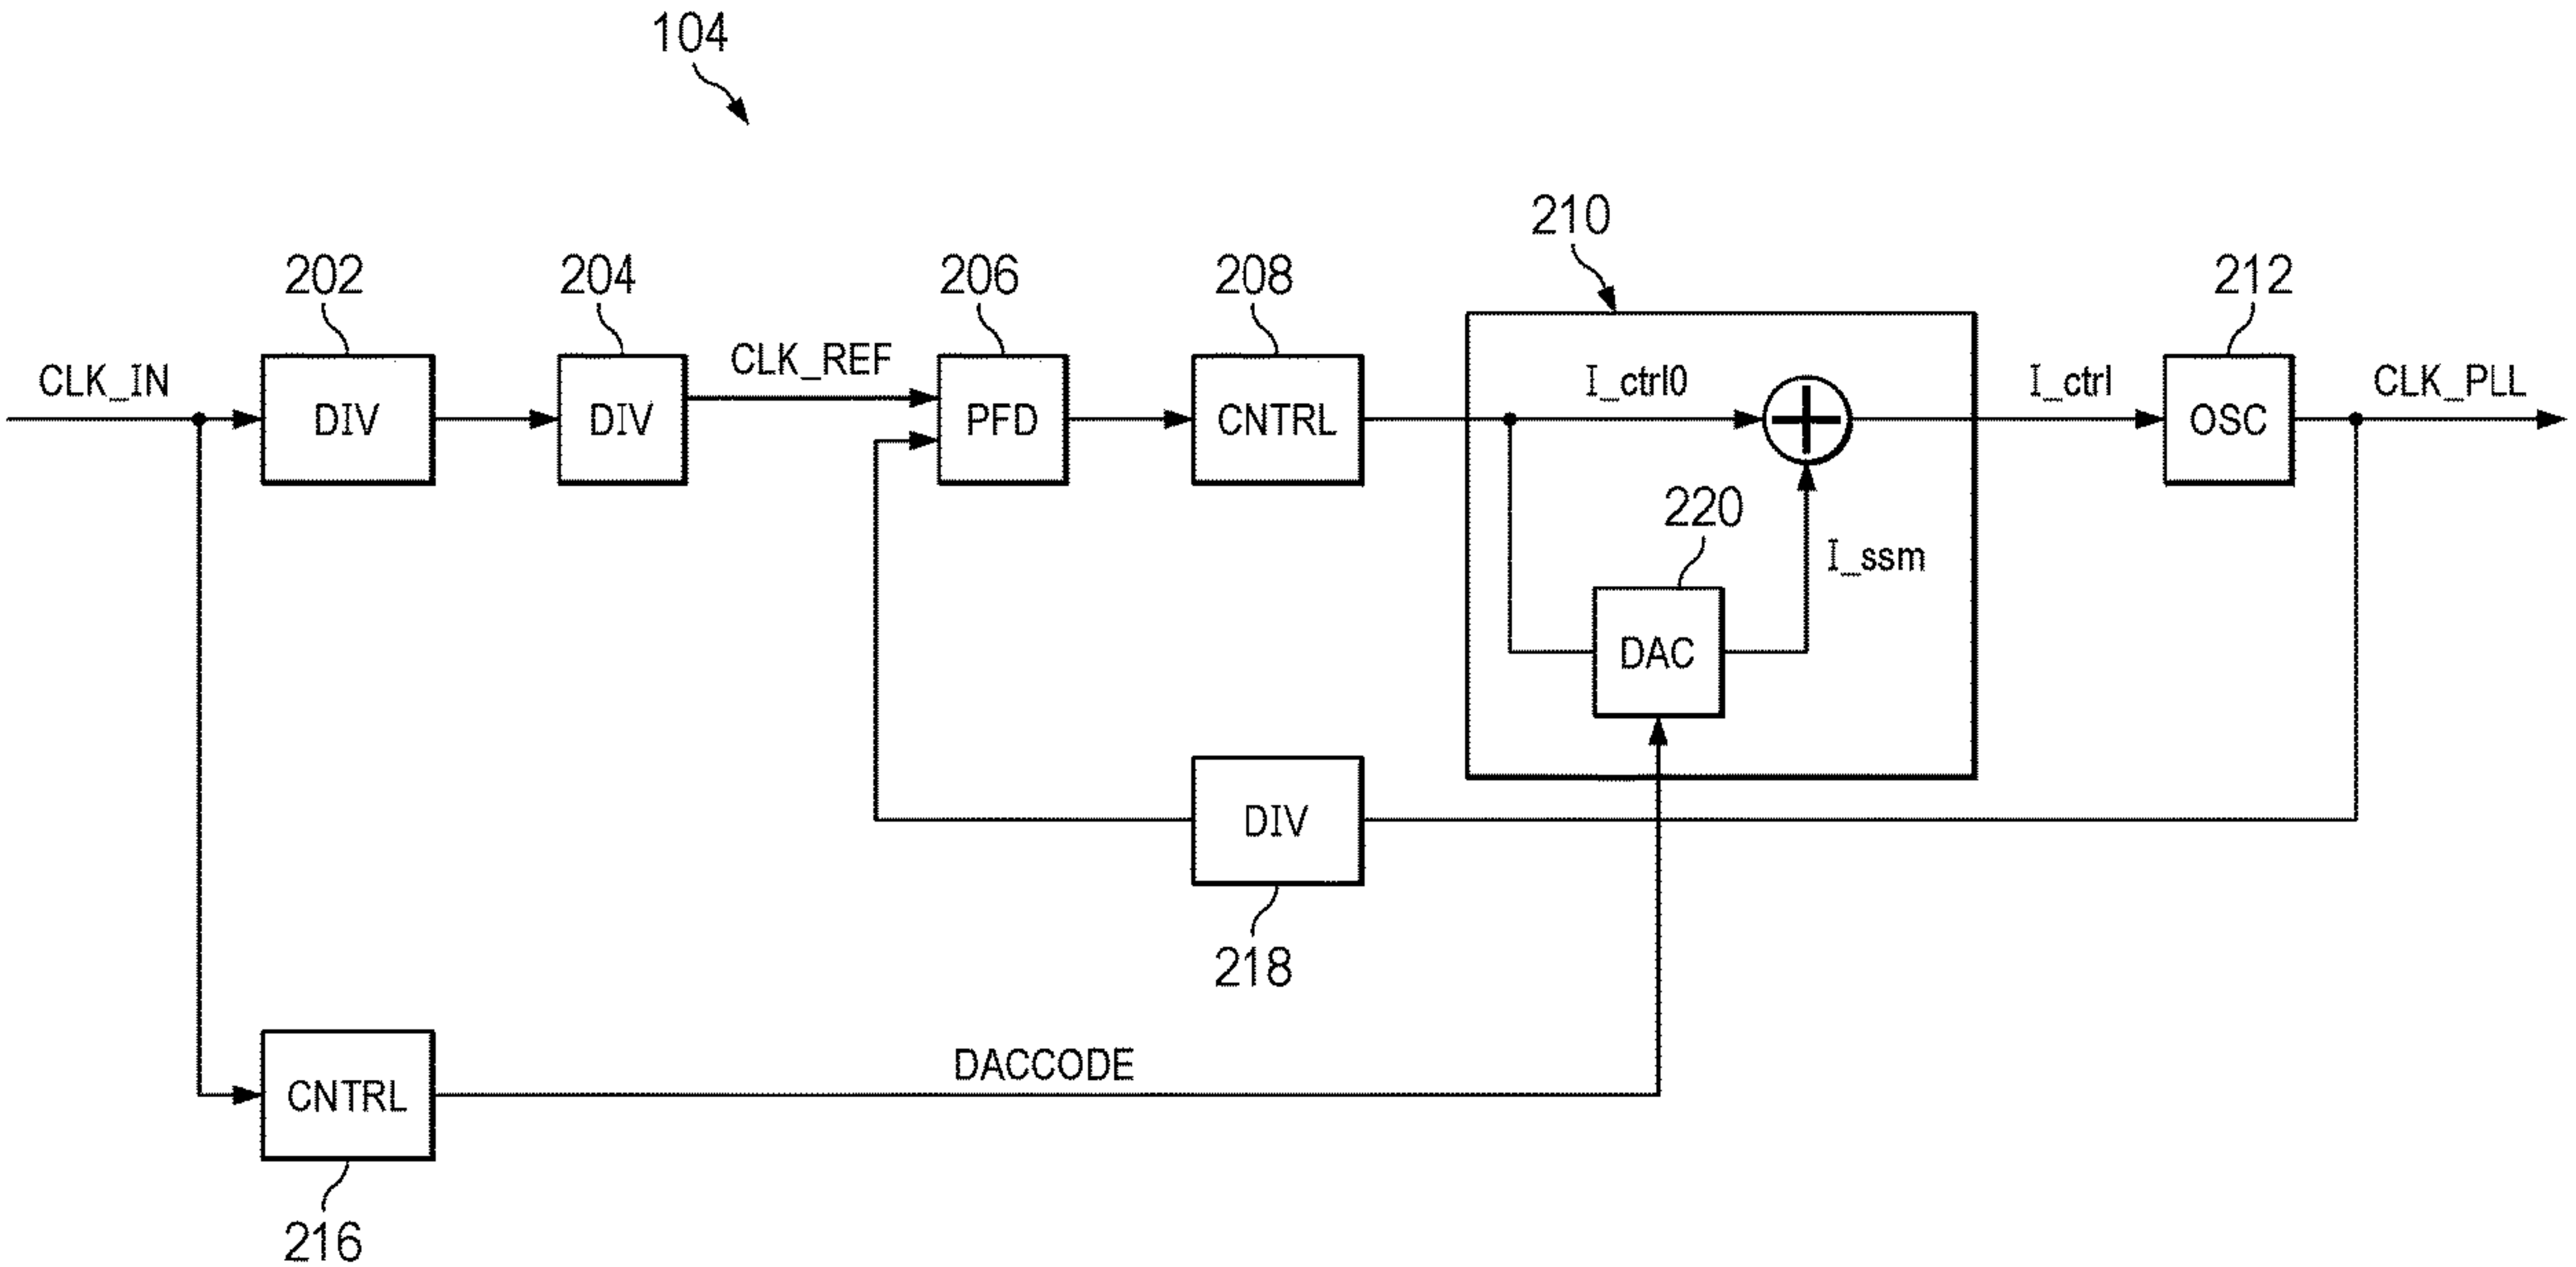 104
210
202
204
206
208
212
CLK_IN
CLK_REF
I_ctrl0
I_ctrl
CLK_PLL
DIV
DIV
PFD
CNTRL
OSC
220
I_ssm
DAC
DIV
218
DACCODE
CNTRL
216